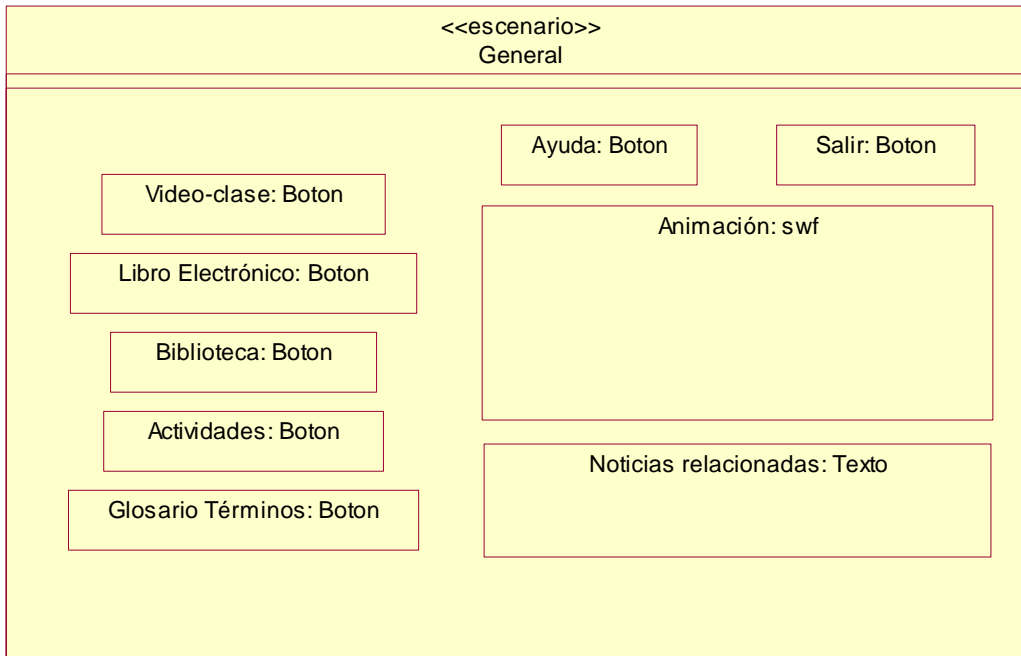 <<escenario>>
General
Ayuda: Boton
Salir: Boton
Video-clase: Boton
Animación: swf
Libro Electrónico: Boton
Biblioteca: Boton
Actividades: Boton
Noticias relacionadas: Texto
Glosario Términos: Boton